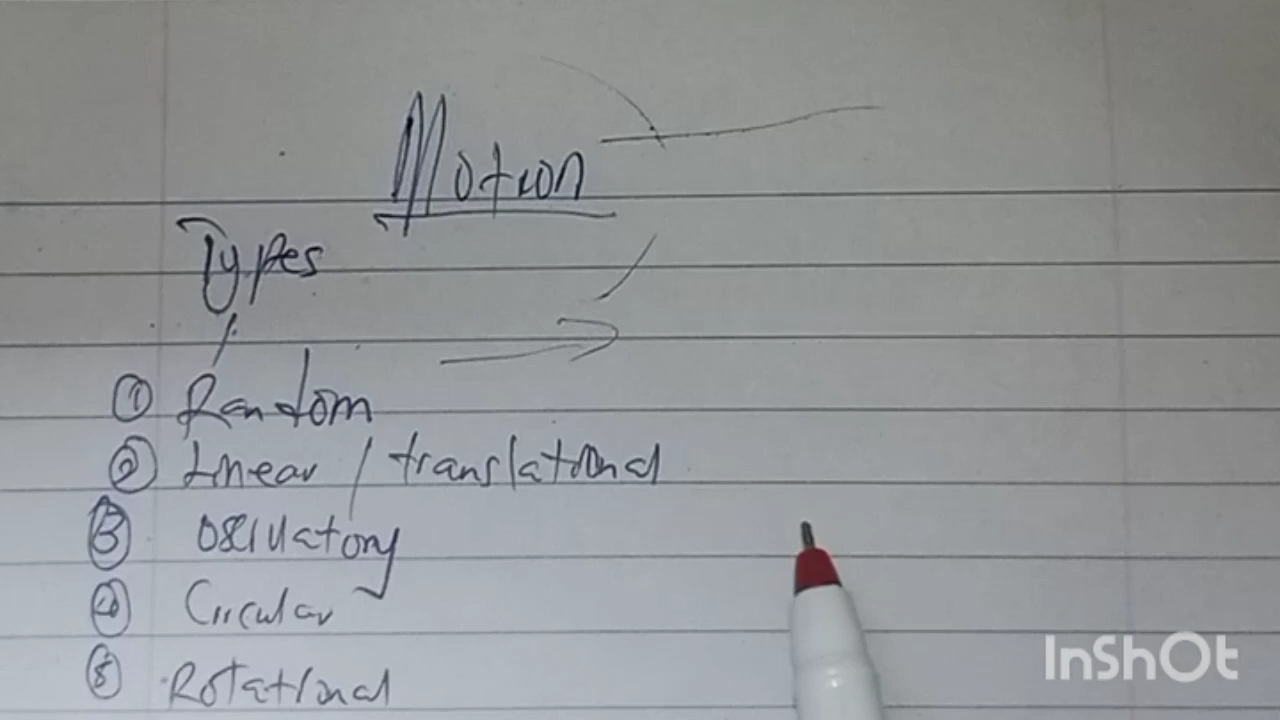 Motion
Types
① Random
② Linear / translational
③ Oscillatory
④ Circular
⑤ Rotational
InShOt